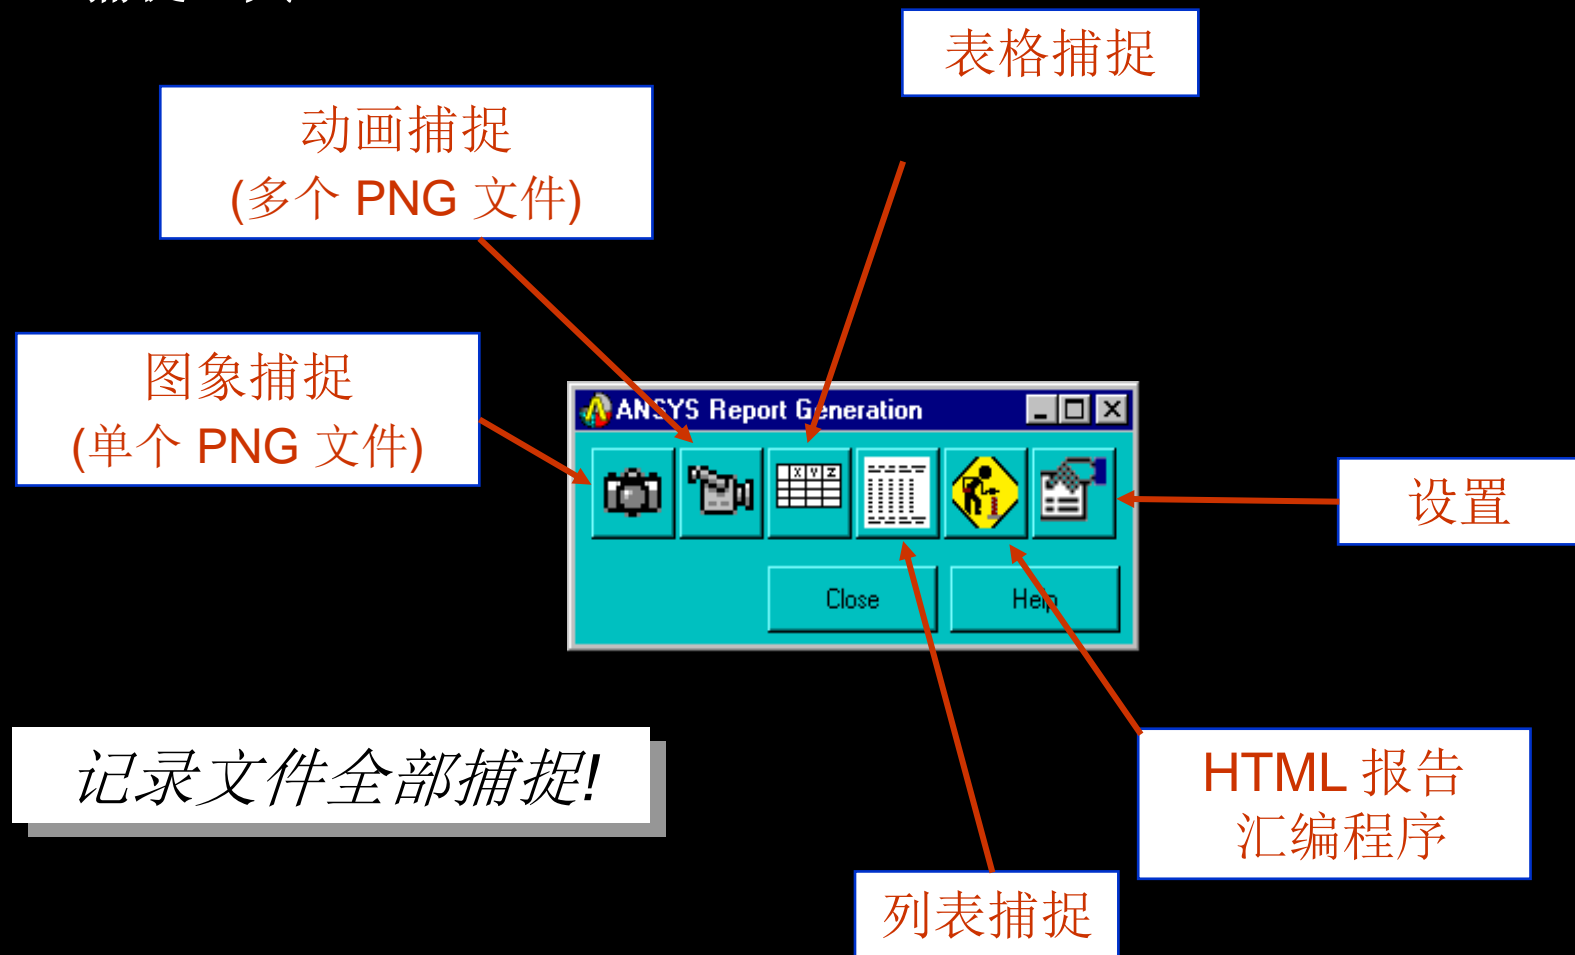 表格捕捉
动画捕捉
(多个 PNG 文件)
图象捕捉
(单个 PNG 文件)
ANSYS Report Generation
X Y Z
设置
Close
Help
记录文件全部捕捉!
HTML 报告
汇编程序
列表捕捉